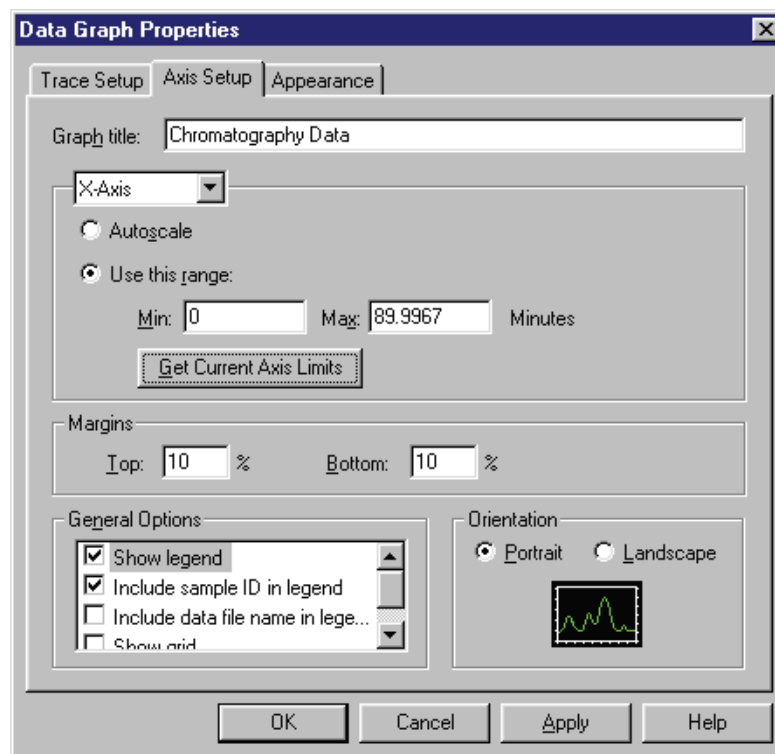 Data Graph Properties
Trace Setup Axis Setup Appearance
Graph title: Chromatography Data
X-Axis
Autoscale
Use this range:
Min: 0 Max: 89.9967 Minutes
Get Current Axis Limits
Margins
Top: 10 % Bottom: 10 %
General Options Orientation
Show legend Portrait Landscape
Include sample ID in legend
Include data file name in lege...
Show grid
OK Cancel Apply Help